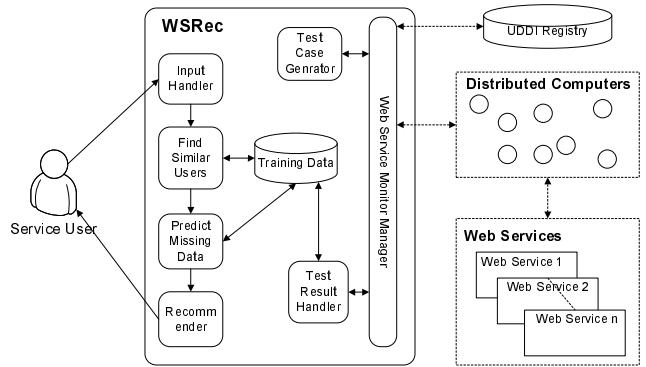 WSRec
Test
Case
Genrator
Input
Handler
Find
Similar
Users
Training Data
Predict
Missing
Data
Test
Result
Handler
Recomm
ender
Web Service Monitor Manager
Service User
UDDI Registry
Distributed Computers
Web Services
Web Service 1
Web Service 2
Web Service n